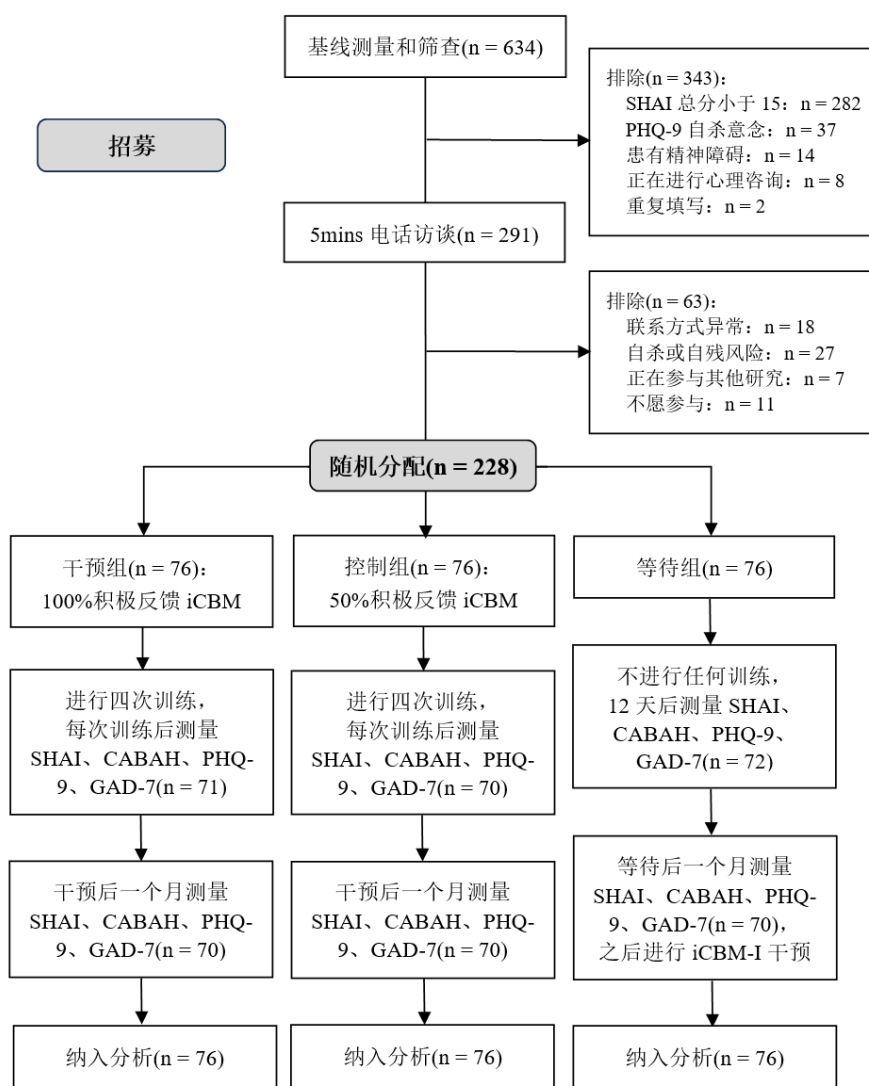 基线测量和筛查(n = 634)
排除(n = 343)：
SHAI 总分小于 15：n = 282
PHQ-9 自杀意念：n = 37
患有精神障碍：n = 14
正在进行心理咨询：n = 8
重复填写：n = 2
招募
5mins 电话访谈(n = 291)
排除(n = 63)：
联系方式异常：n = 18
自杀或自残风险：n = 27
正在参与其他研究：n = 7
不愿参与：n = 11
随机分配(n = 228)
干预组(n = 76)：
100%积极反馈 iCBM
控制组(n = 76)：
50%积极反馈 iCBM
等待组(n = 76)
进行四次训练，
每次训练后测量
SHAI、CABAH、PHQ-
9、GAD-7(n = 71)
进行四次训练，
每次训练后测量
SHAI、CABAH、PHQ-
9、GAD-7(n = 70)
不进行任何训练，
12 天后测量 SHAI、
CABAH、PHQ-9、
GAD-7(n = 72)
干预后一个月测量
SHAI、CABAH、PHQ-
9、GAD-7(n = 70)
干预后一个月测量
SHAI、CABAH、PHQ-
9、GAD-7(n = 70)
等待后一个月测量
SHAI、CABAH、PHQ-
9、GAD-7(n = 70)，
之后进行 iCBM-I 干预
纳入分析(n = 76)
纳入分析(n = 76)
纳入分析(n = 76)